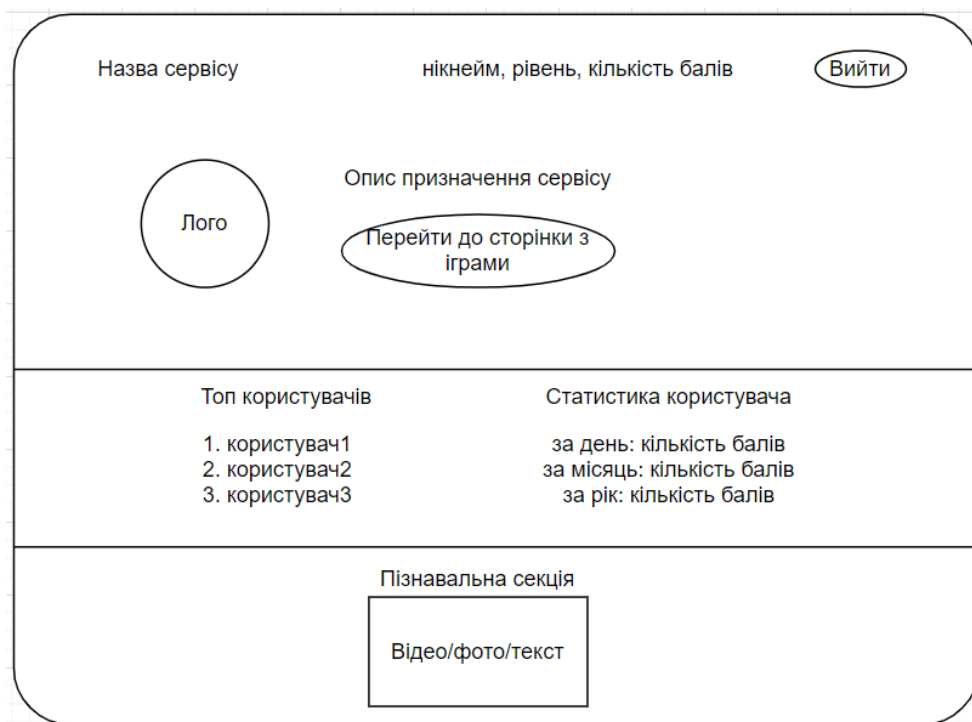 Назва сервісу
нікнейм, рівень, кількість балів
Вийти
Лого
Опис призначення сервісу
Перейти до сторінки з
іграми
Топ користувачів
1. користувач1
2. користувач2
3. користувач3
Статистика користувача
за день: кількість балів
за місяць: кількість балів
за рік: кількість балів
Пізнавальна секція
Відео/фото/текст